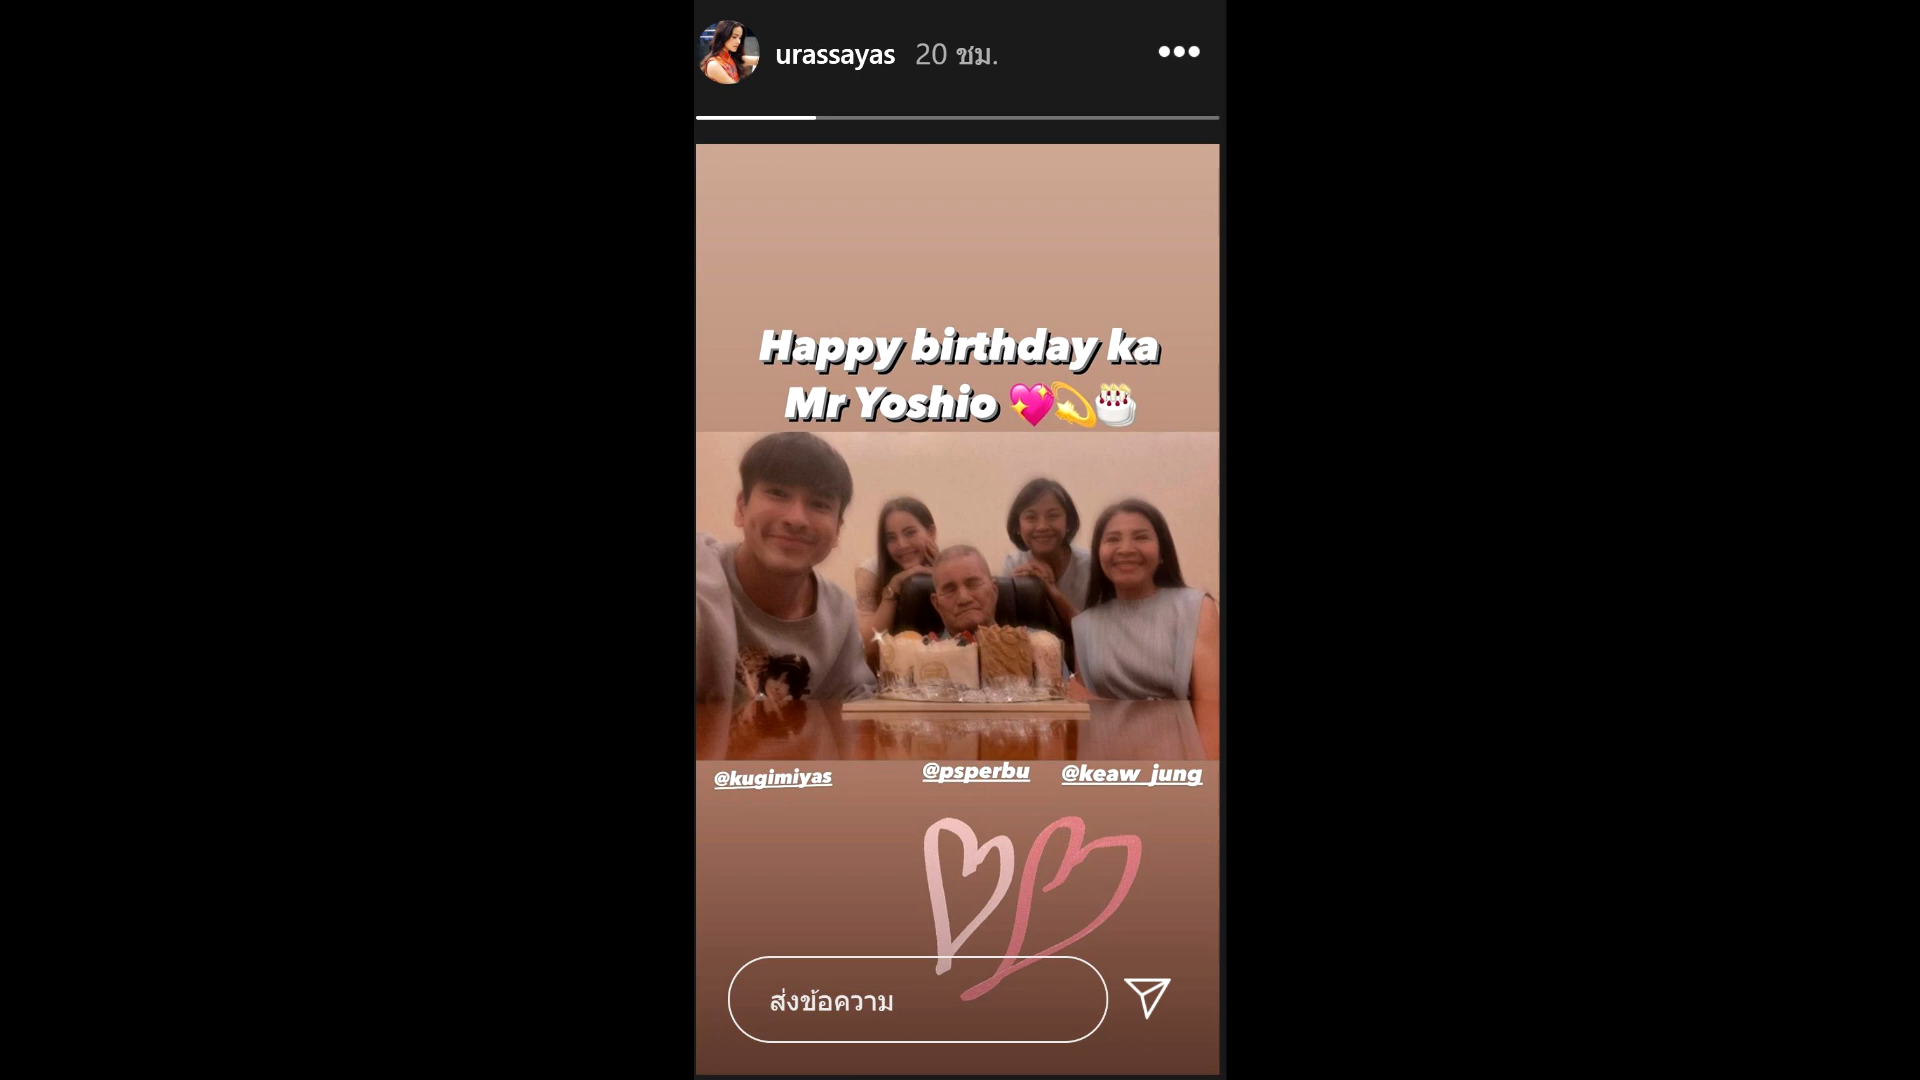 urassayas 20 ชม.
Happy birthday ka
Mr Yoshio 💖💫🎂
@kugimiyas @psperbu @keaw_jung
ส่งข้อความ